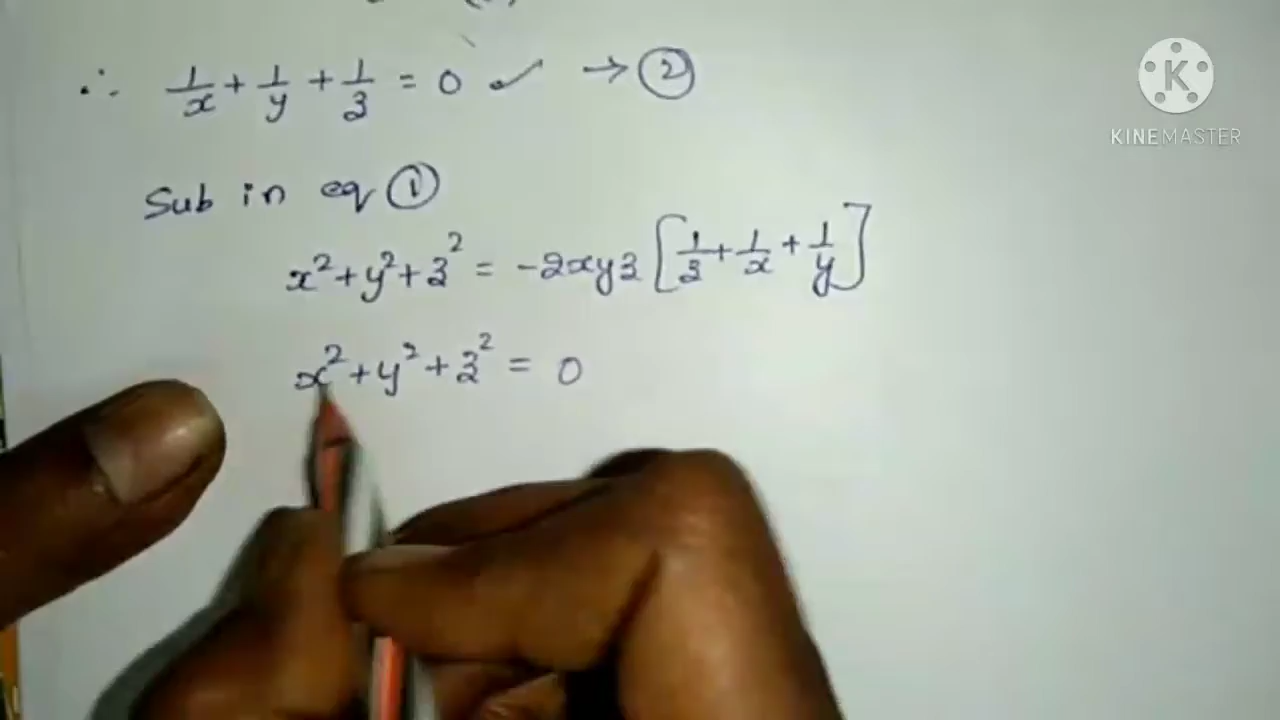 ∴ 1/x + 1/y + 1/z = 0 ✓ → ②
Sub in eq ①
x² + y² + z² = -2xyz [1/z + 1/x + 1/y]
x² + y² + z² = 0
KINEMASTER